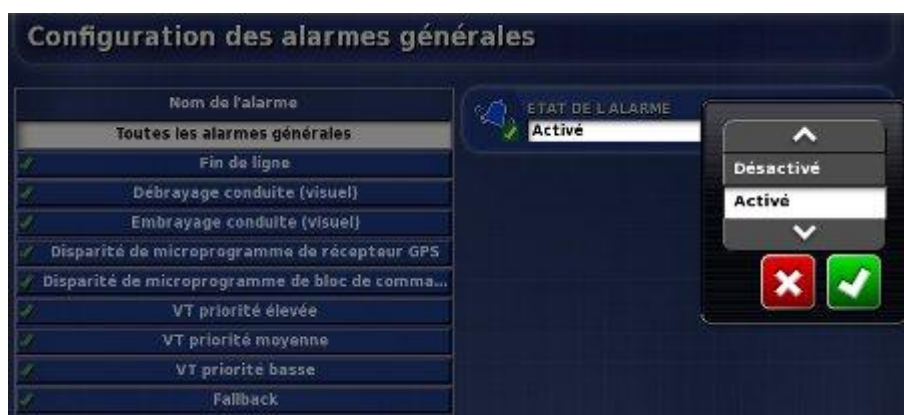 Configuration des alarmes générales
Nom de l'alarme
Toutes les alarmes générales
Fin de ligne
Débrayage conduite (visuel)
Embrayage conduite (visuel)
Disparité de microprogramme de récepteur GPS
Disparité de microprogramme de bloc de comma...
VT priorité élevée
VT priorité moyenne
VT priorité basse
Fallback
ETAT DE L ALARME
Activé
Désactivé
Activé